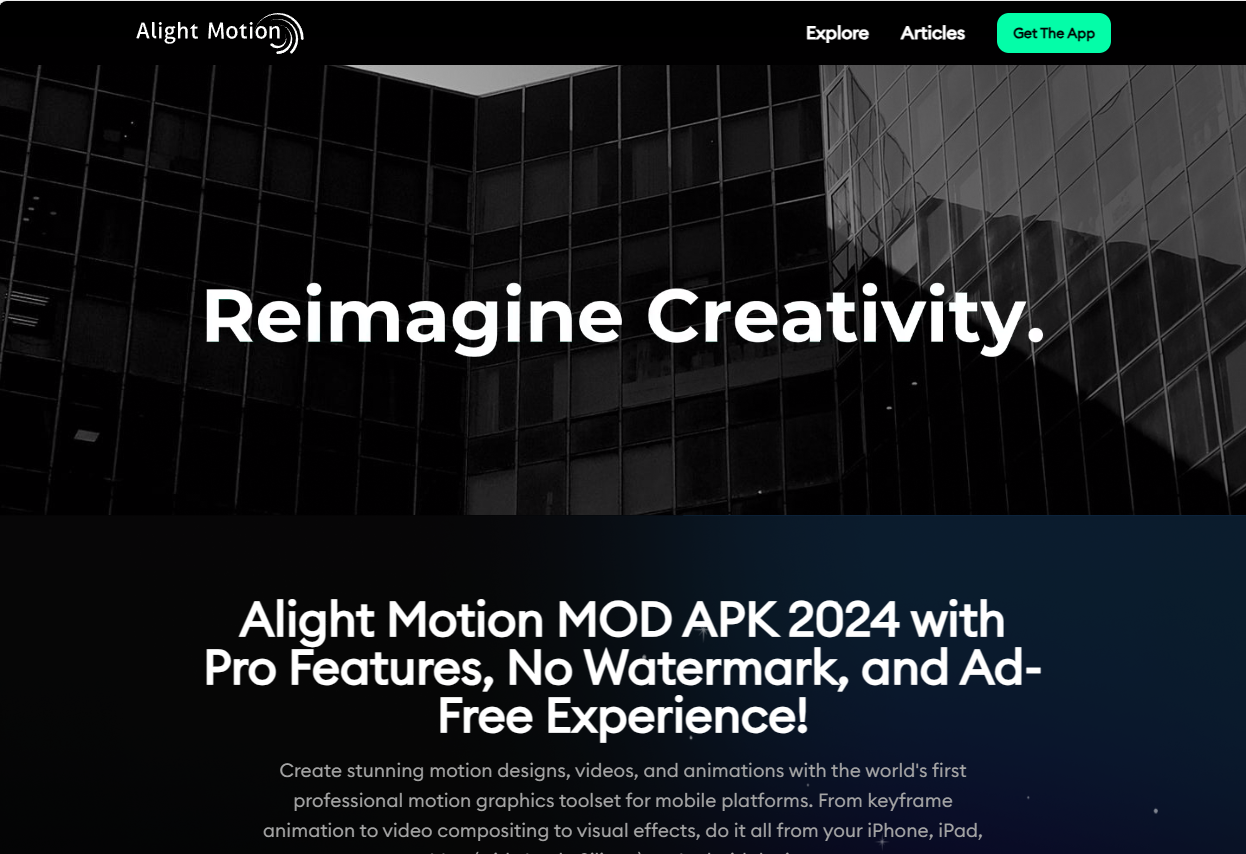 Alight Motion
Explore
Articles
Get The App
Reimagine Creativity.
Alight Motion MOD APK 2024 with
Pro Features, No Watermark, and Ad-
Free Experience!
Create stunning motion designs, videos, and animations with the world's first
professional motion graphics toolset for mobile platforms. From keyframe
animation to video compositing to visual effects, do it all from your iPhone, iPad,